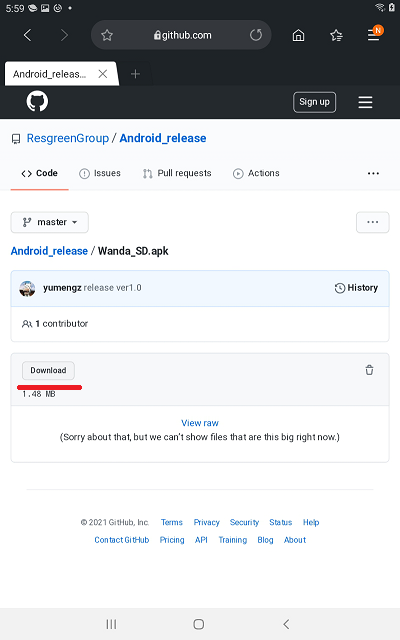 5:59
github.com
N
Android_releas...
Sign up
ResgreenGroup / Android_release
Code Issues Pull requests Actions
master
Android_release / Wanda_SD.apk
yumengz release ver1.0 History
1 contributor
Download
1.48 MB
View raw
(Sorry about that, but we can't show files that are this big right now.)
© 2021 GitHub, Inc. Terms Privacy Security Status Help
Contact GitHub Pricing API Training Blog About